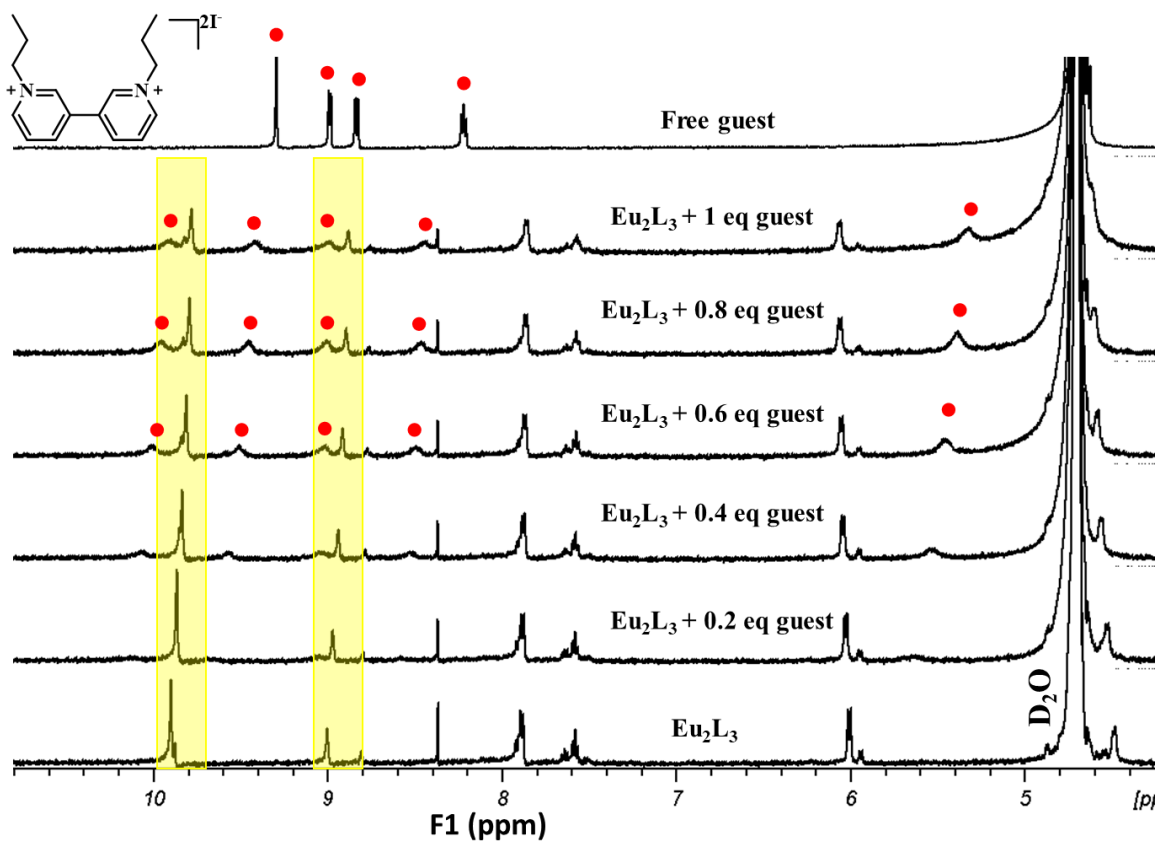 2I⁻
N
+
N
+
Free guest
Eu₂L₃ + 1 eq guest
Eu₂L₃ + 0.8 eq guest
Eu₂L₃ + 0.6 eq guest
Eu₂L₃ + 0.4 eq guest
Eu₂L₃ + 0.2 eq guest
Eu₂L₃
D₂O
10 9 8 7 6 5 [pp
F1 (ppm)